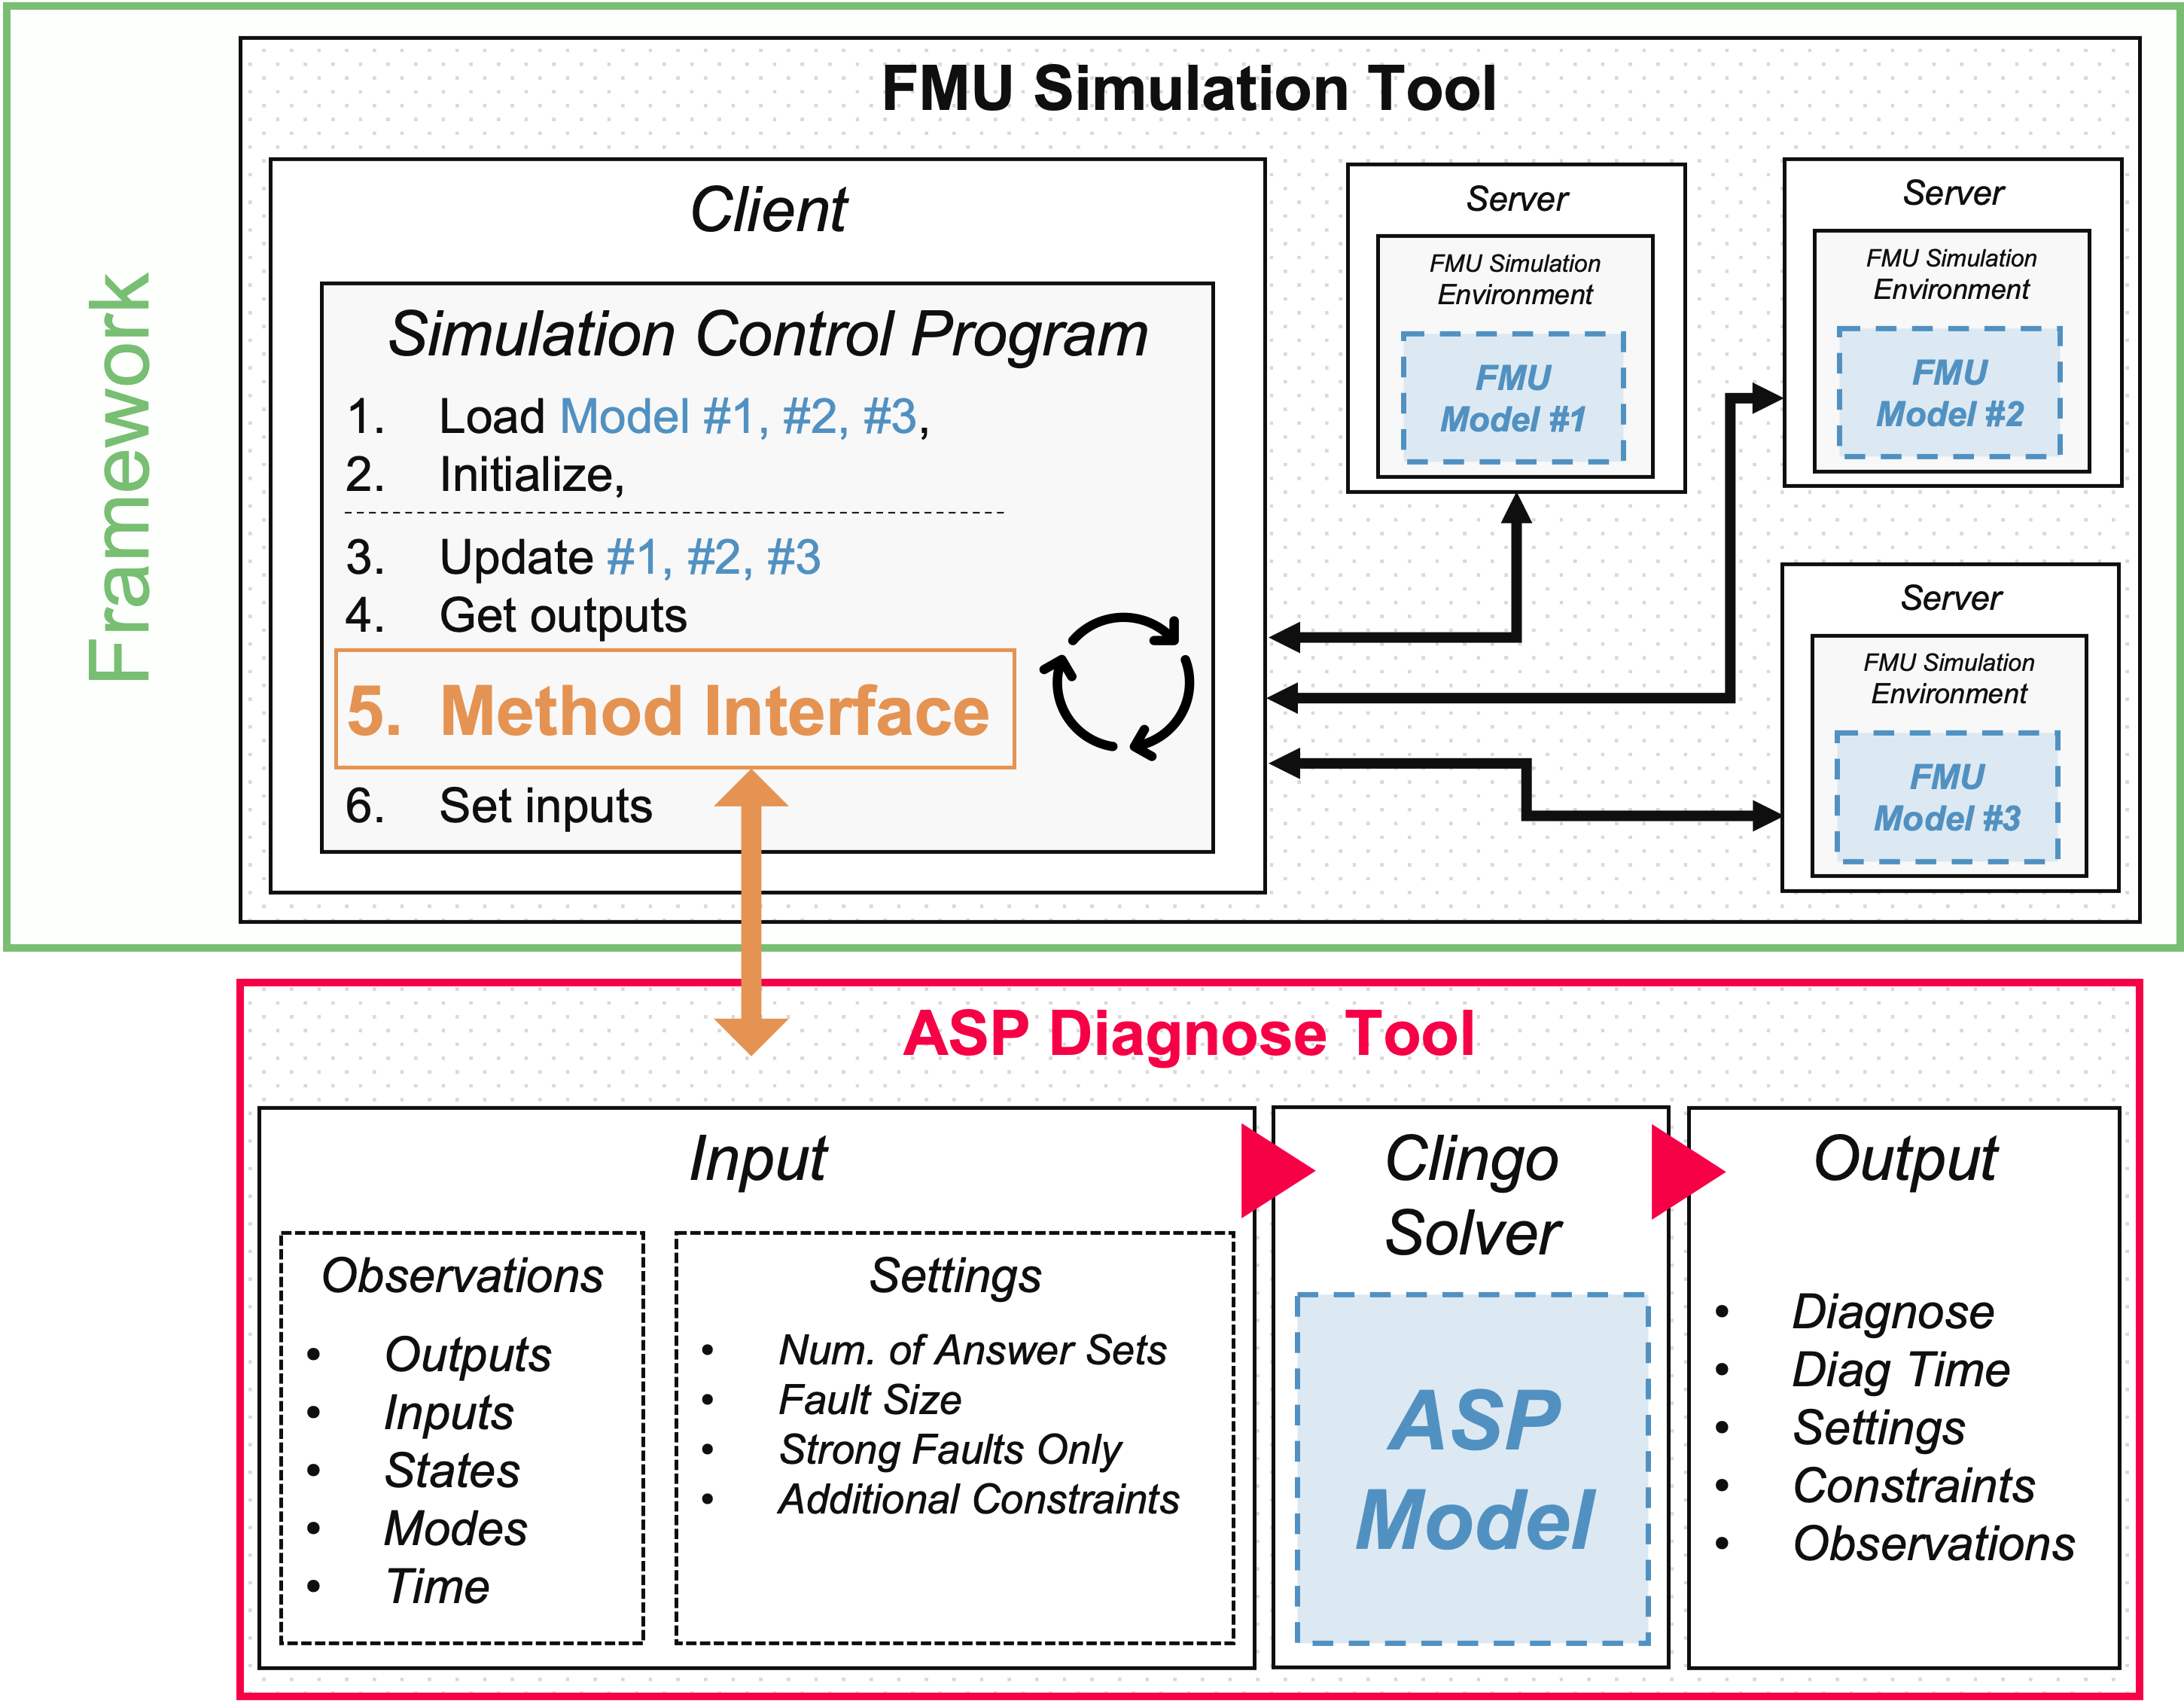 Framework
FMU Simulation Tool
Client
Simulation Control Program
1. Load Model #1, #2, #3,
2. Initialize,
3. Update #1, #2, #3
4. Get outputs
5. Method Interface
6. Set inputs
Server
FMU Simulation
Environment
FMU
Model #1
Server
FMU Simulation
Environment
FMU
Model #2
Server
FMU Simulation
Environment
FMU
Model #3
ASP Diagnose Tool
Input
Observations
• Outputs
• Inputs
• States
• Modes
• Time
Settings
• Num. of Answer Sets
• Fault Size
• Strong Faults Only
• Additional Constraints
Clingo
Solver
ASP
Model
Output
• Diagnose
• Diag Time
• Settings
• Constraints
• Observations